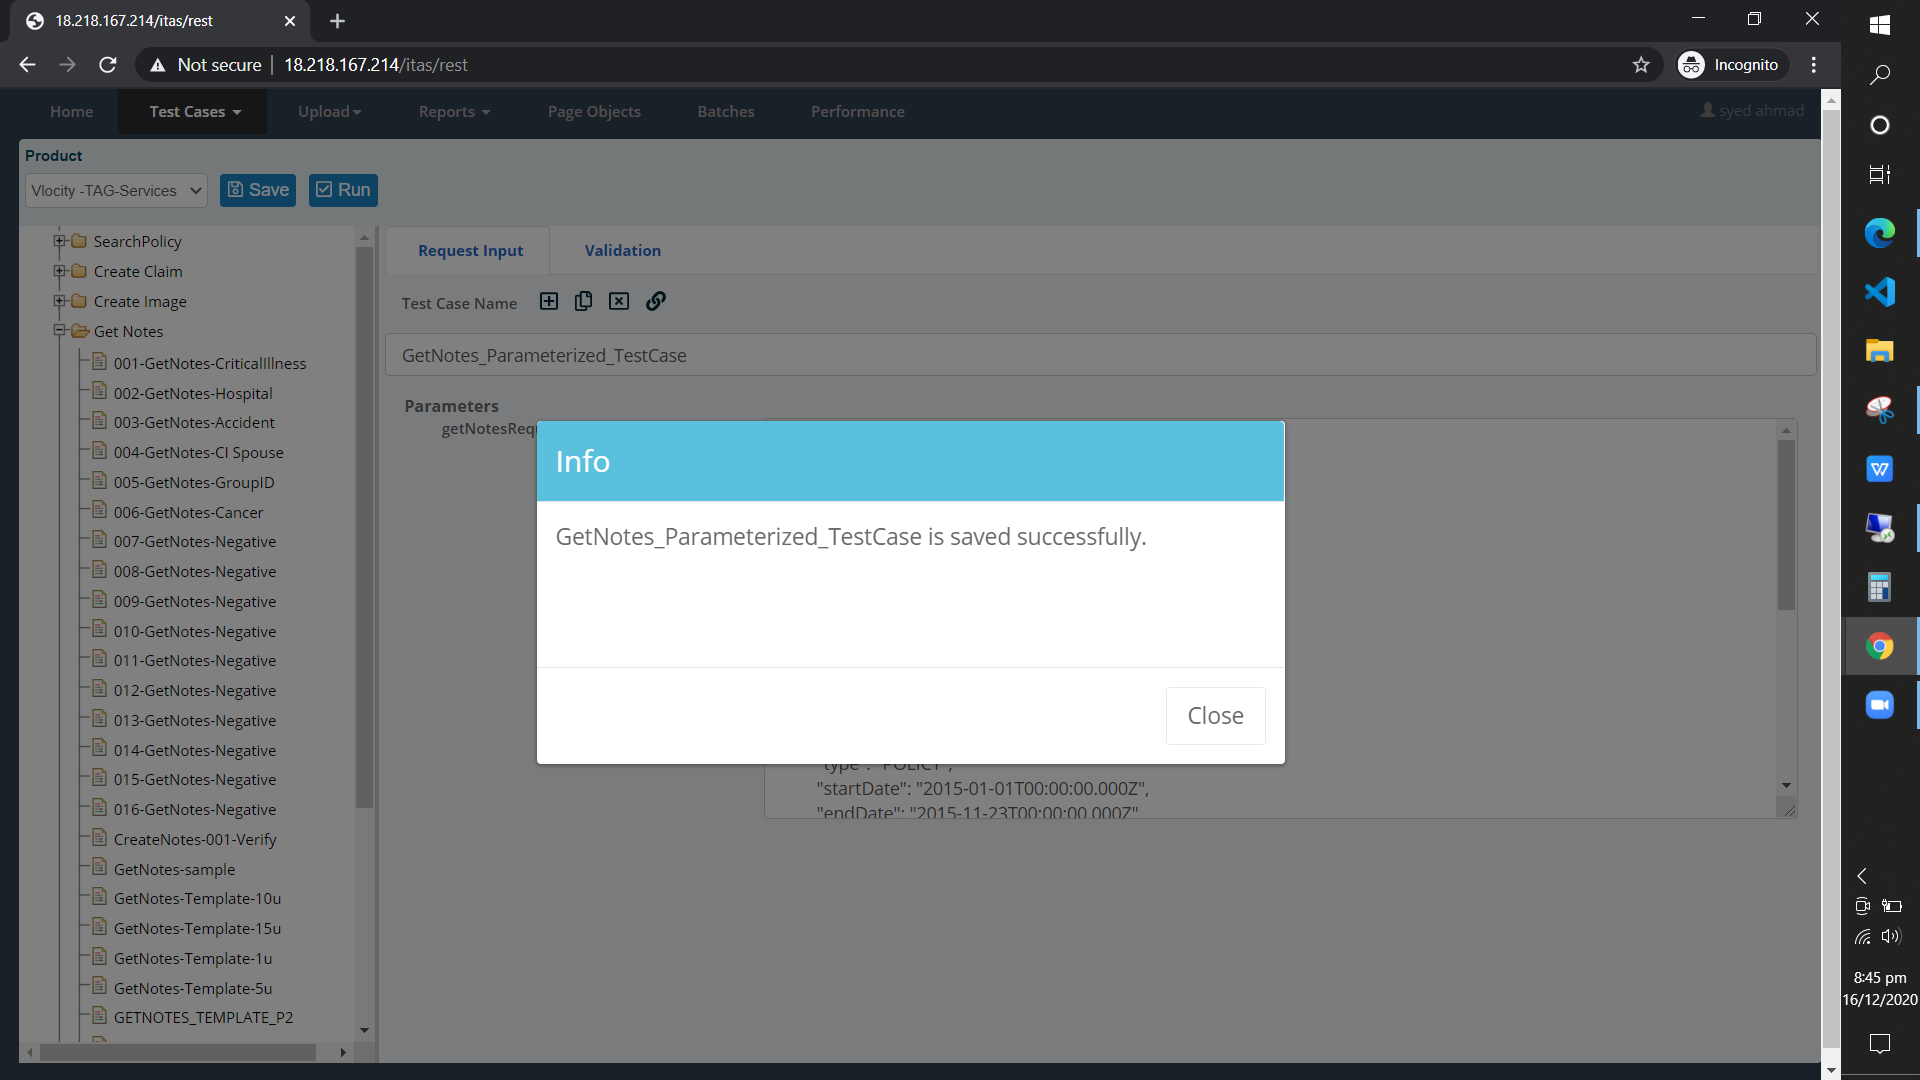 18.218.167.214/itas/rest
Not secure | 18.218.167.214/itas/rest
Incognito
Home
Test Cases
Upload
Reports
Page Objects
Batches
Performance
syed ahmad
Product
Vlocity -TAG-Services
Save
Run
SearchPolicy
Create Claim
Create Image
Get Notes
001-GetNotes-CriticalIllness
002-GetNotes-Hospital
003-GetNotes-Accident
004-GetNotes-CI Spouse
005-GetNotes-GroupID
006-GetNotes-Cancer
007-GetNotes-Negative
008-GetNotes-Negative
009-GetNotes-Negative
010-GetNotes-Negative
011-GetNotes-Negative
012-GetNotes-Negative
013-GetNotes-Negative
014-GetNotes-Negative
015-GetNotes-Negative
016-GetNotes-Negative
CreateNotes-001-Verify
GetNotes-sample
GetNotes-Template-10u
GetNotes-Template-15u
GetNotes-Template-1u
GetNotes-Template-5u
GETNOTES_TEMPLATE_P2
Request Input
Validation
Test Case Name
GetNotes_Parameterized_TestCase
Parameters
getNotesRequ
Info
GetNotes_Parameterized_TestCase is saved successfully.
Close
"type": "POLICY",
"startDate": "2015-01-01T00:00:00.000Z",
"endDate": "2015-11-23T00:00:00.000Z"
8:45 pm
16/12/2020